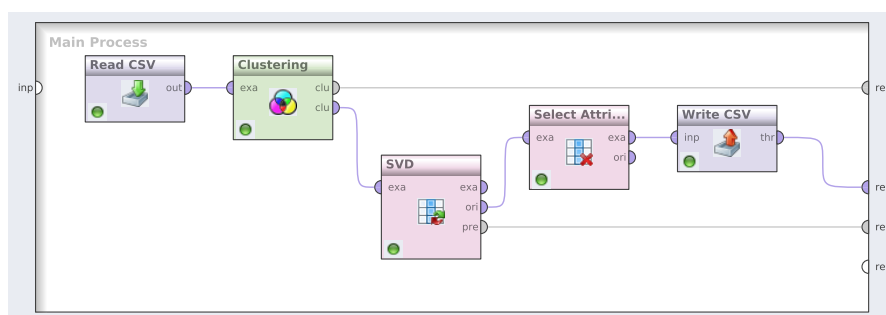 Main Process
Read CSV
Clustering
inp
out
exa
clu
re
clu
Select Attri...
Write CSV
exa
exa
inp
thr
ori
SVD
exa
exa
re
ori
pre
re
re